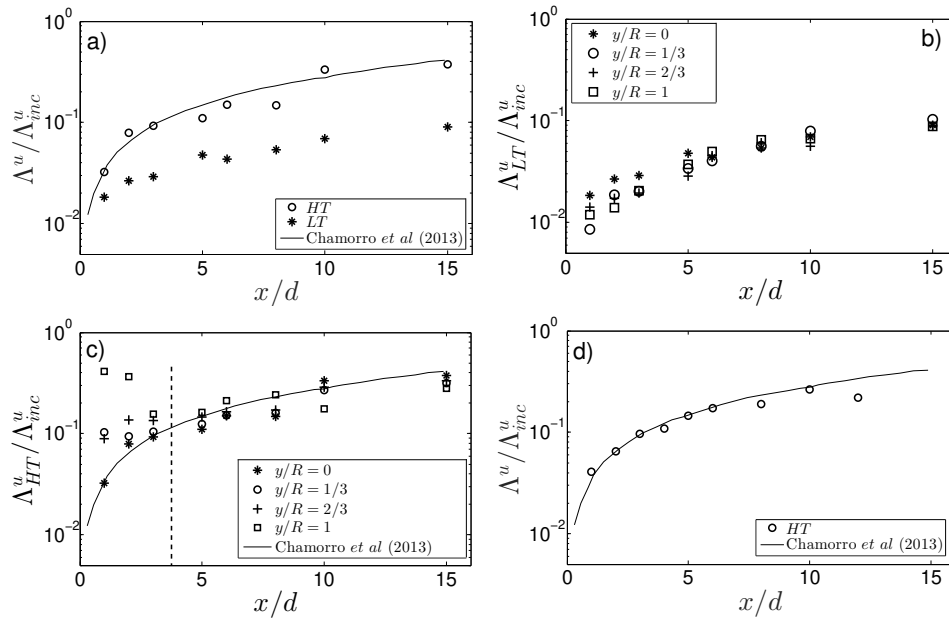 a)
10^0
10^-1
10^-2
Λ^u/Λ^u_inc
HT
LT
Chamorro et al (2013)
0 5 10 15
x/d
b)
10^0
10^-1
10^-2
Λ^u_LT/Λ^u_inc
y/R = 0
y/R = 1/3
y/R = 2/3
y/R = 1
0 5 10 15
x/d
c)
10^0
10^-1
10^-2
Λ^u_HT/Λ^u_inc
y/R = 0
y/R = 1/3
y/R = 2/3
y/R = 1
Chamorro et al (2013)
0 5 10 15
x/d
d)
10^0
10^-1
10^-2
Λ^u/Λ^u_inc
HT
Chamorro et al (2013)
0 5 10 15
x/d